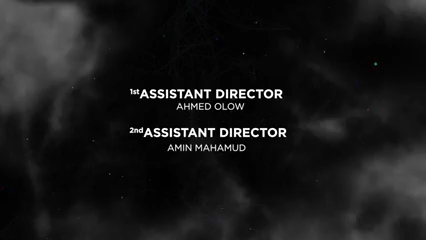 1st ASSISTANT DIRECTOR
AHMED OLOW
2nd ASSISTANT DIRECTOR
AMIN MAHAMUD